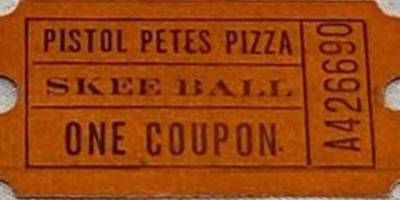 PISTOL PETES PIZZA
SKEE BALL
ONE COUPON.
A426690